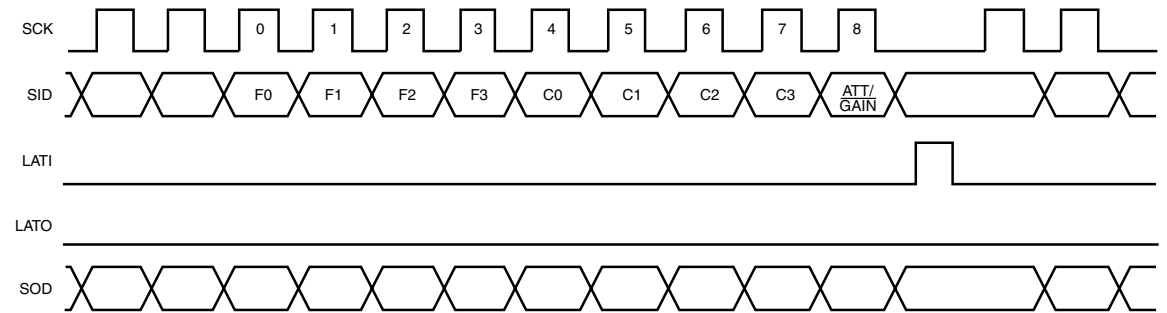 SCK 0 1 2 3 4 5 6 7 8
SID F0 F1 F2 F3 C0 C1 C2 C3 ATT/
GAIN
LATI
LATO
SOD